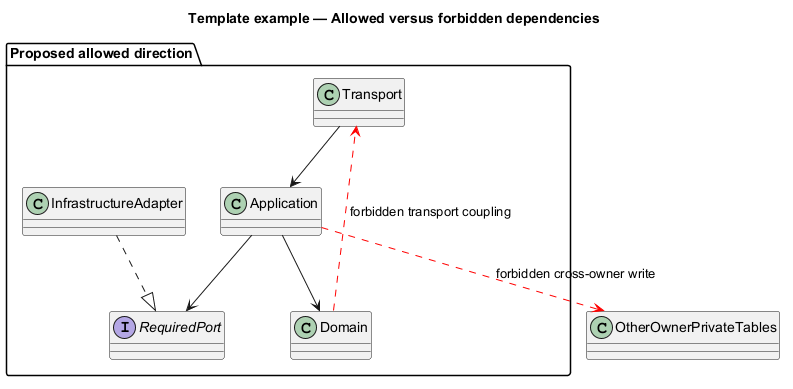 Template example — Allowed versus forbidden dependencies
Proposed allowed direction
C Transport
C InfrastructureAdapter
C Application
forbidden transport coupling
forbidden cross-owner write
I RequiredPort
C Domain
C OtherOwnerPrivateTables